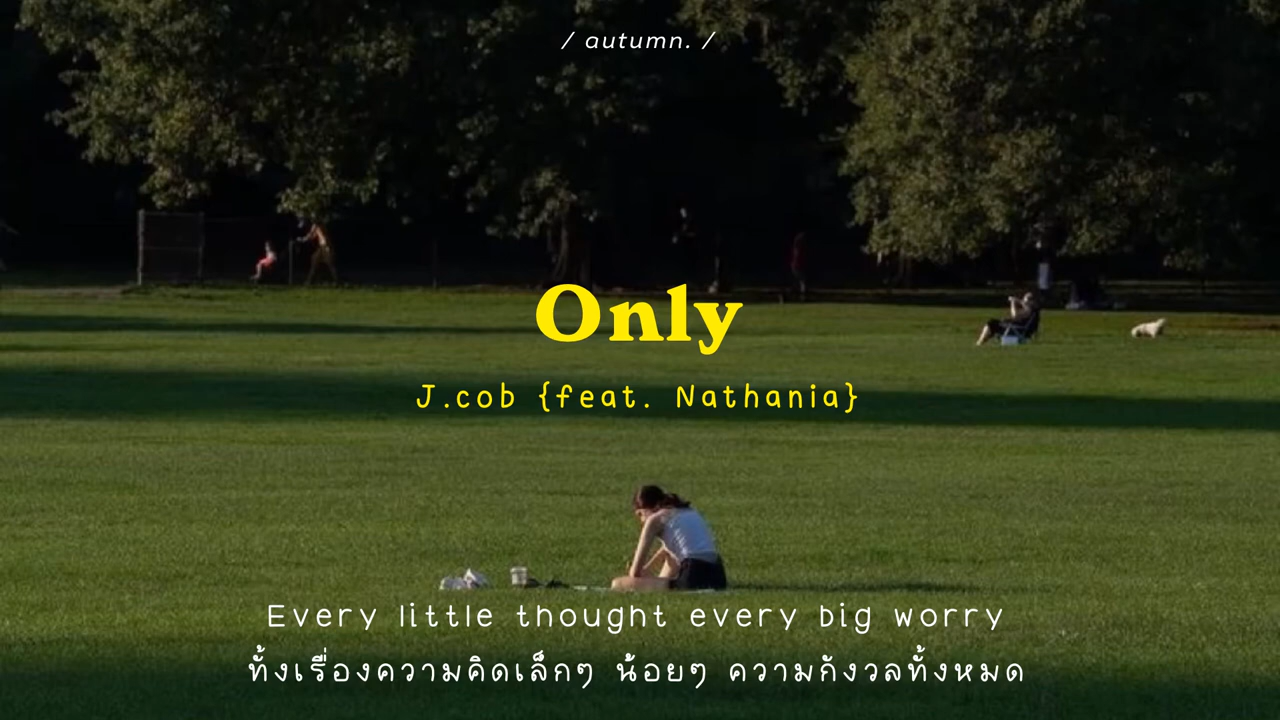 / autumn. /
Only
J.cob {feat. Nathania}
Every little thought every big worry
ทั้งเรื่องความคิดเล็กๆ น้อยๆ ความกังวลทั้งหมด